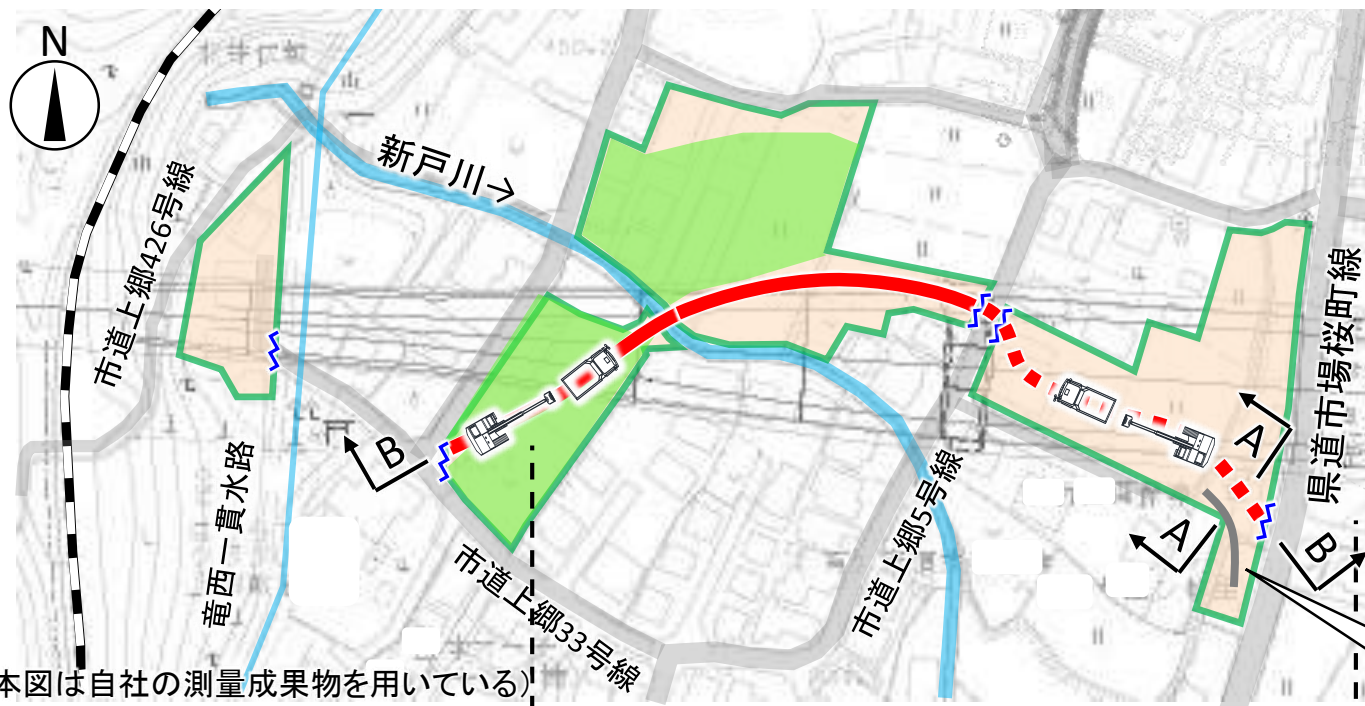 N
新戸川→
市道上郷426号線
県道市場桜町線
A
B
A
B
竜西一貫水路
市道上郷5号線
市道上郷33号線
本図は自社の測量成果物を用いている)